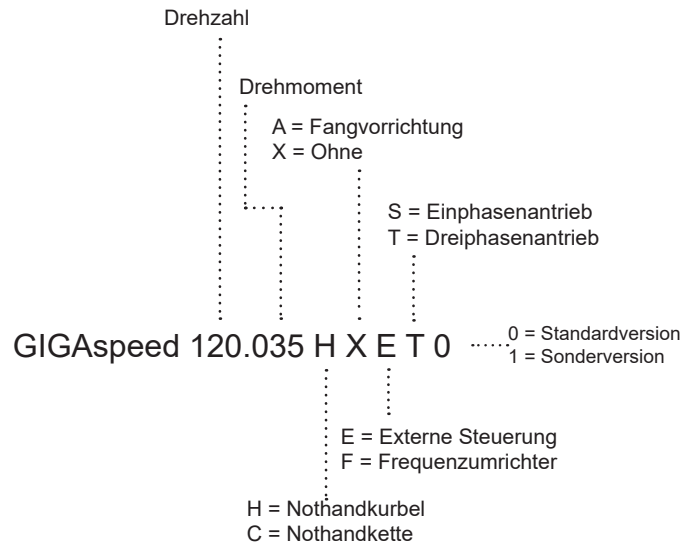 Drehzahl
Drehmoment
A = Fangvorrichtung
X = Ohne
S = Einphasenantrieb
T = Dreiphasenantrieb
GIGAspeed 120.035 H X E T 0
0 = Standardversion
1 = Sonderversion
E = Externe Steuerung
F = Frequenzumrichter
H = Nothandkurbel
C = Nothandkette